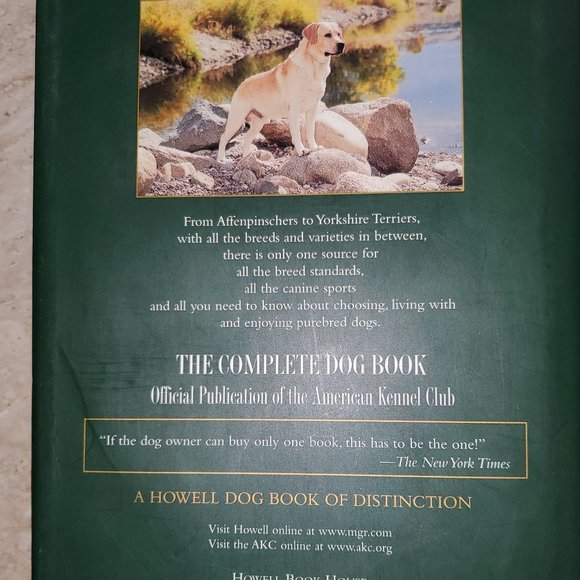 From Affenpinschers to Yorkshire Terriers,
with all the breeds and varieties in between,
there is only one source for
all the breed standards,
all the canine sports
and all you need to know about choosing, living with
and enjoying purebred dogs.
THE COMPLETE DOG BOOK
Official Publication of the American Kennel Club
“If the dog owner can buy only one book, this has to be the one!”
—The New York Times
A HOWELL DOG BOOK OF DISTINCTION
Visit Howell online at www.mgr.com
Visit the AKC online at www.akc.org
HOWELL BOOK HOUSE